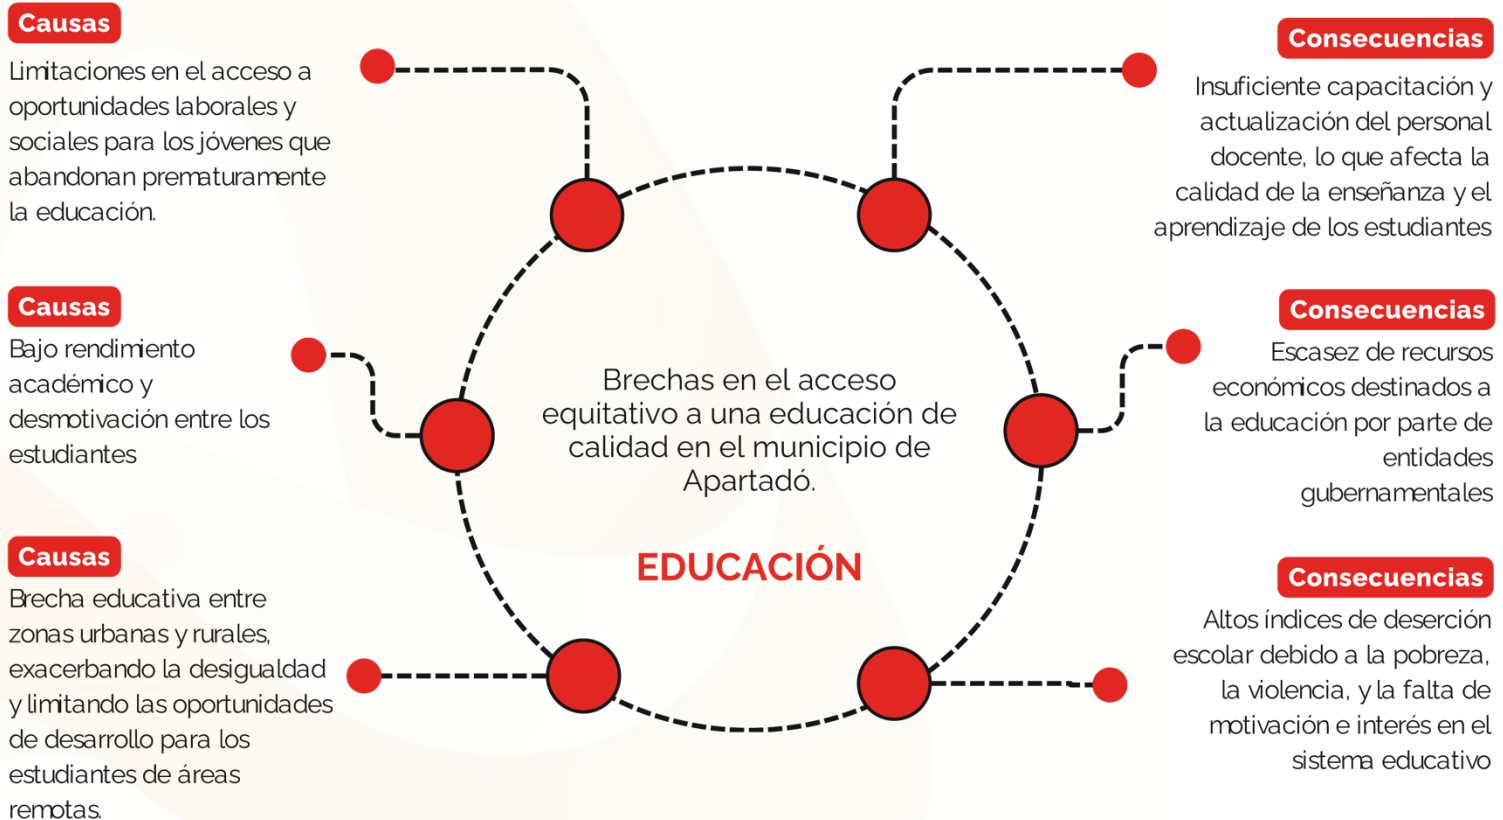 Causas
Limitaciones en el acceso a
oportunidades laborales y
sociales para los jóvenes que
abandonan prematuramente
la educación.
Causas
Bajo rendimiento
académico y
desmotivación entre los
estudiantes
Causas
Brecha educativa entre
zonas urbanas y rurales,
exacerbando la desigualdad
y limitando las oportunidades
de desarrollo para los
estudiantes de áreas
remotas.
Brechas en el acceso
equitativo a una educación de
calidad en el municipio de
Apartadó.
EDUCACIÓN
Consecuencias
Insuficiente capacitación y
actualización del personal
docente, lo que afecta la
calidad de la enseñanza y el
aprendizaje de los estudiantes
Consecuencias
Escasez de recursos
económicos destinados a
la educación por parte de
entidades
gubernamentales
Consecuencias
Altos índices de deserción
escolar debido a la pobreza,
la violencia, y la falta de
motivación e interés en el
sistema educativo